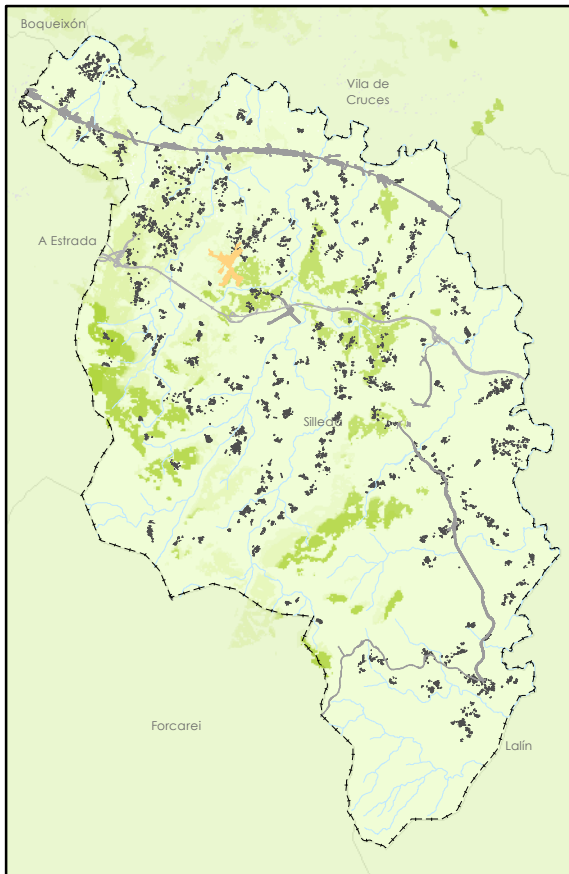 Boqueixón
Vila de
Cruces
A Estrada
Silleda
Forcarei
Lalín